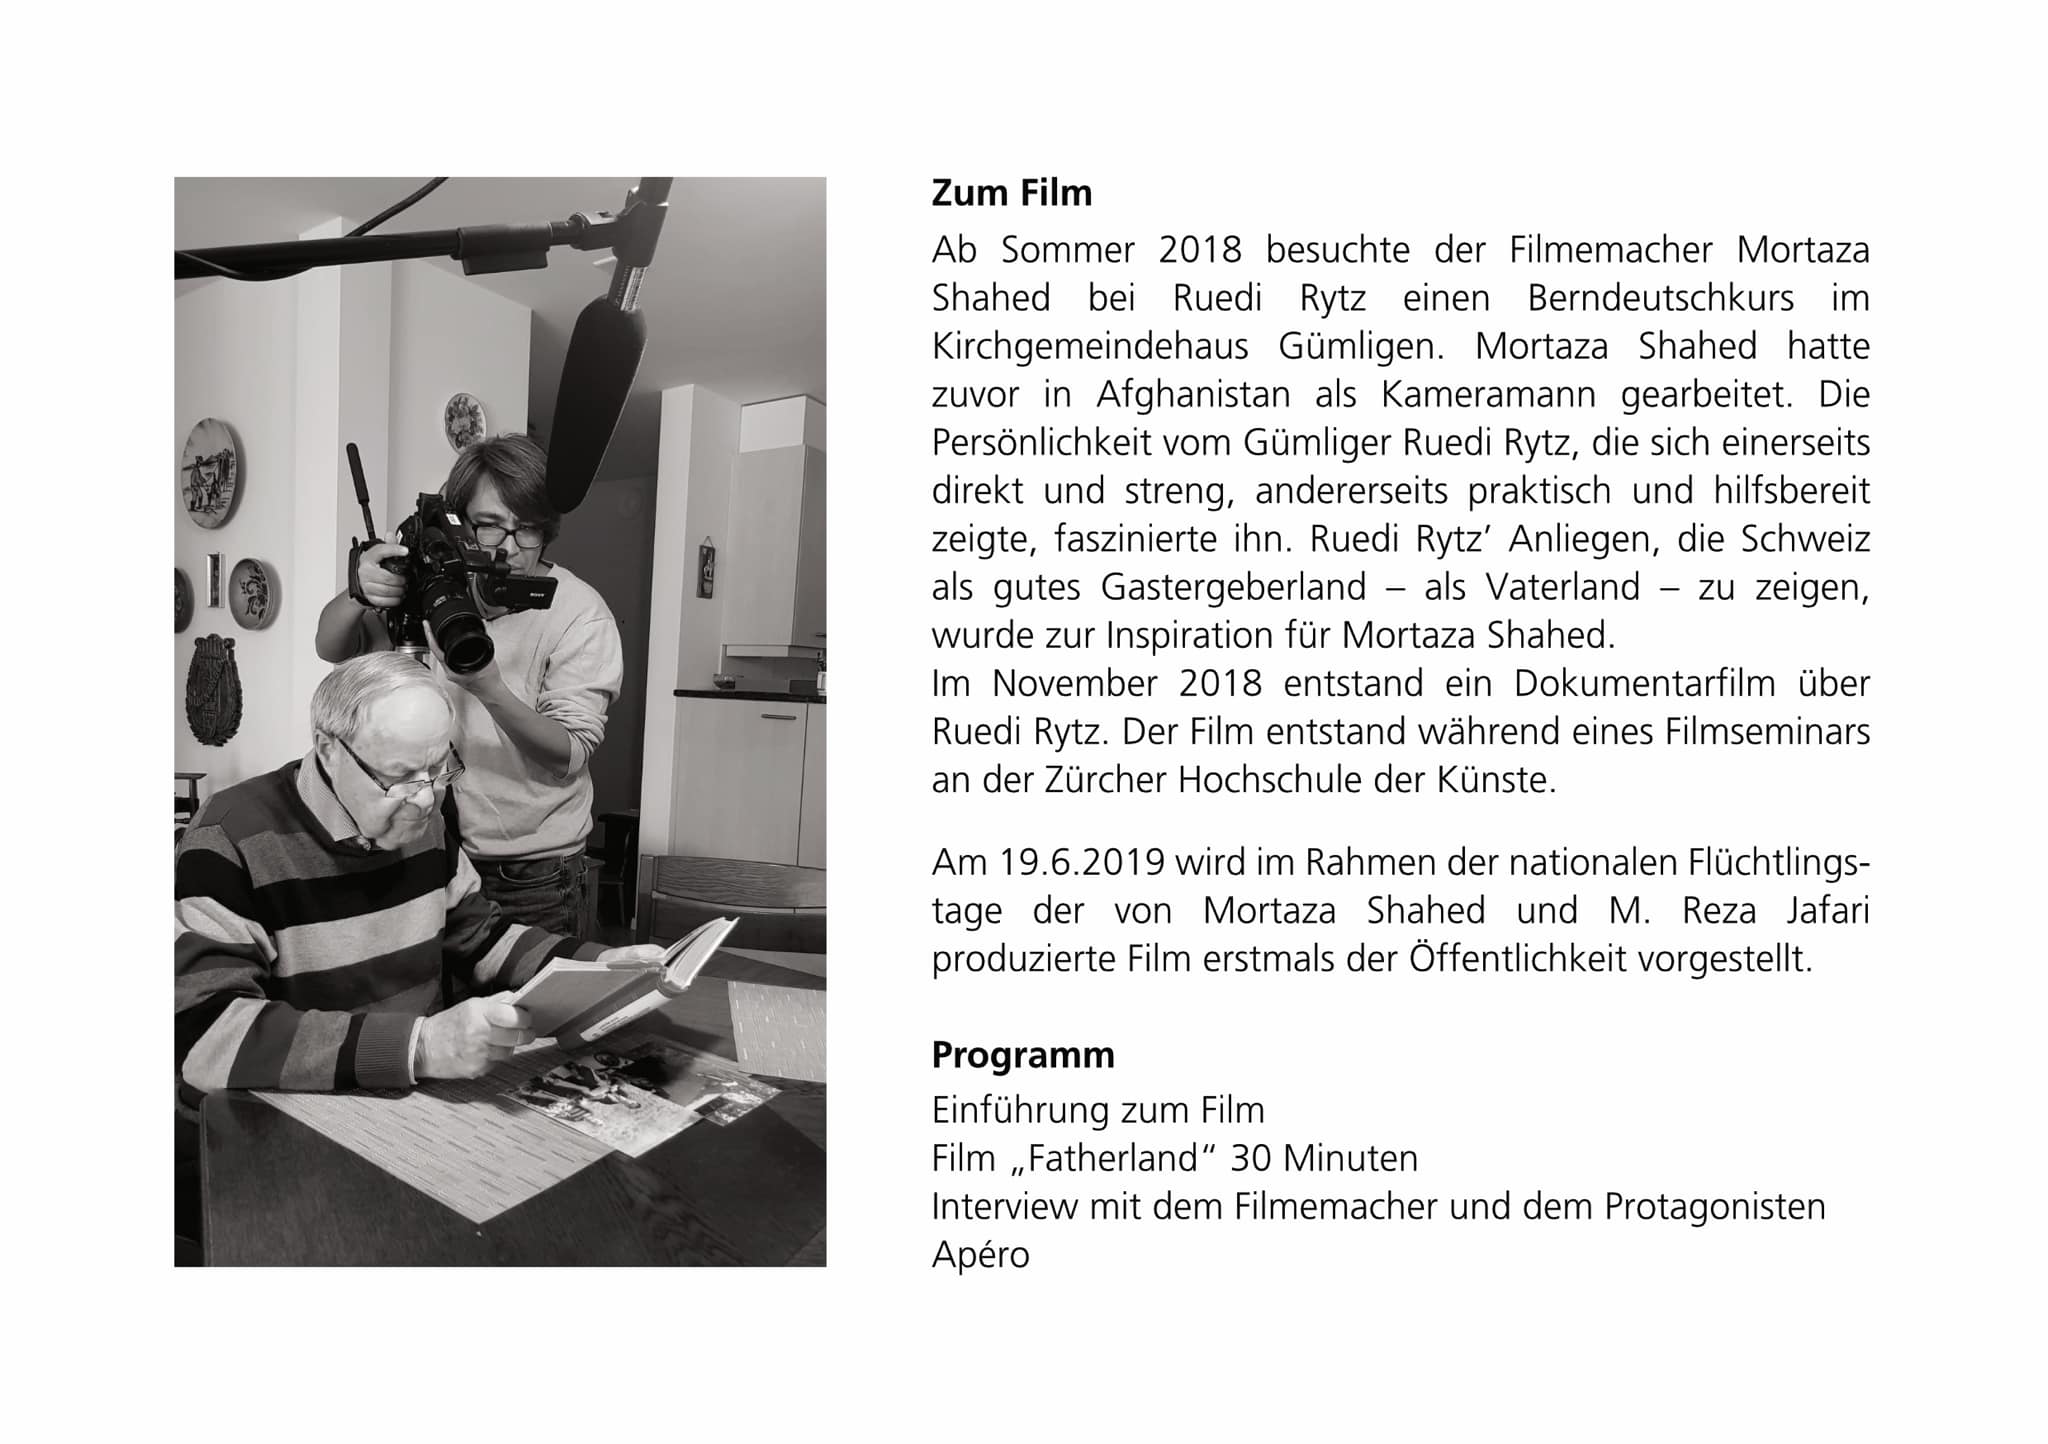 Zum Film
Ab Sommer 2018 besuchte der Filmemacher Mortaza
Shahed bei Ruedi Rytz einen Berndeutschkurs im
Kirchgemeindehaus Gümligen. Mortaza Shahed hatte
zuvor in Afghanistan als Kameramann gearbeitet. Die
Persönlichkeit vom Gümliger Ruedi Rytz, die sich einerseits
direkt und streng, andererseits praktisch und hilfsbereit
zeigte, faszinierte ihn. Ruedi Rytz’ Anliegen, die Schweiz
als gutes Gastergeberland – als Vaterland – zu zeigen,
wurde zur Inspiration für Mortaza Shahed.
Im November 2018 entstand ein Dokumentarfilm über
Ruedi Rytz. Der Film entstand während eines Filmseminars
an der Zürcher Hochschule der Künste.
Am 19.6.2019 wird im Rahmen der nationalen Flüchtlings-
tage der von Mortaza Shahed und M. Reza Jafari
produzierte Film erstmals der Öffentlichkeit vorgestellt.
Programm
Einführung zum Film
Film „Fatherland“ 30 Minuten
Interview mit dem Filmemacher und dem Protagonisten
Apéro
SONY